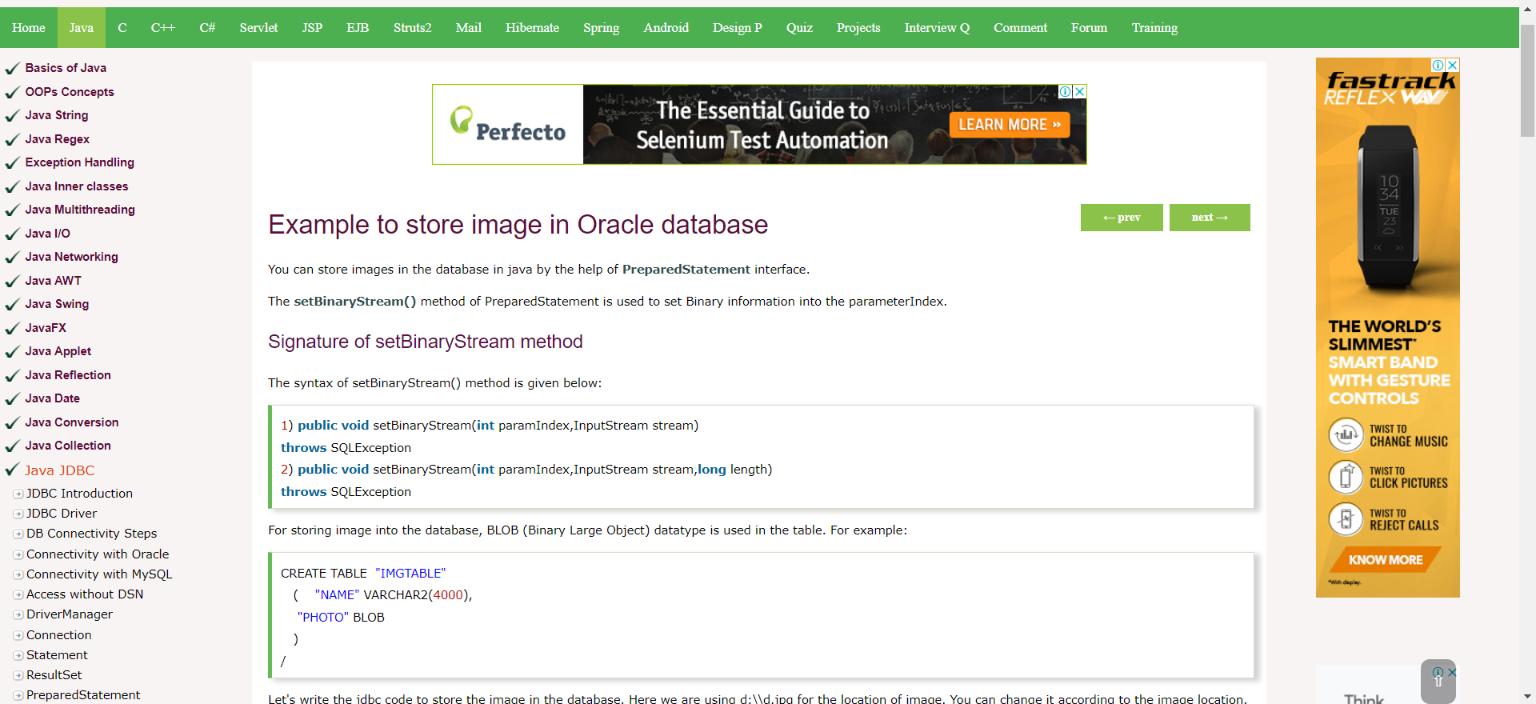 Home Java C C++ C# Servlet JSP EJB Struts2 Mail Hibernate Spring Android Design P Quiz Projects Interview Q Comment Forum Training
Basics of Java
OOPs Concepts
Java String
Java Regex
Exception Handling
Java Inner classes
Java Multithreading
Java I/O
Java Networking
Java AWT
Java Swing
JavaFX
Java Applet
Java Reflection
Java Date
Java Conversion
Java Collection
Java JDBC
JDBC Introduction
JDBC Driver
DB Connectivity Steps
Connectivity with Oracle
Connectivity with MySQL
Access without DSN
DriverManager
Connection
Statement
ResultSet
PreparedStatement
Perfecto
The Essential Guide to
Selenium Test Automation
LEARN MORE »
← prev
next →
Example to store image in Oracle database
You can store images in the database in java by the help of PreparedStatement interface.
The setBinaryStream() method of PreparedStatement is used to set Binary information into the parameterIndex.
Signature of setBinaryStream method
The syntax of setBinaryStream() method is given below:
1) public void setBinaryStream(int paramIndex,InputStream stream)
throws SQLException
2) public void setBinaryStream(int paramIndex,InputStream stream,long length)
throws SQLException
For storing image into the database, BLOB (Binary Large Object) datatype is used in the table. For example:
CREATE TABLE "IMGTABLE"
( "NAME" VARCHAR2(4000),
"PHOTO" BLOB
)
/
Let's write the jdbc code to store the image in the database. Here we are using d:\\d.jpg for the location of image. You can change it according to the image location.
fastrack
REFLEX WAV
10
34
TUE
23
THE WORLD'S
SLIMMEST*
SMART BAND
WITH GESTURE
CONTROLS
TWIST TO
CHANGE MUSIC
TWIST TO
CLICK PICTURES
TWIST TO
REJECT CALLS
KNOW MORE
*With display.
Think